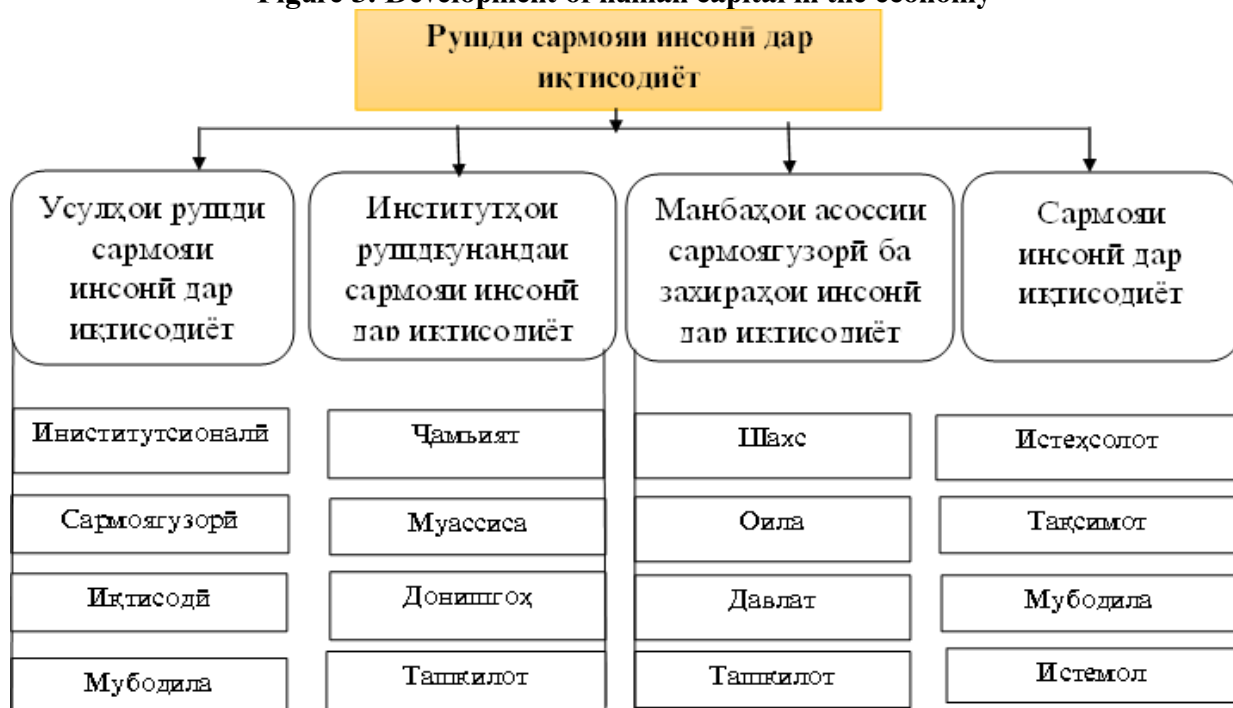 Figure 3. Development of human capital in the economy
Рушди сармояи инсонӣ дар
иқтисодиёт
Усулҳои рушди
сармояи
инсонӣ дар
иқтисодиёт
Институтҳои
рушдкунандаи
сармояи инсонӣ
дар иқтисодиёт
Манбаҳои асоссии
сармоягузорӣ ба
захираҳои инсонӣ
дар иқтисодиёт
Сармояи
инсонӣ дар
иқтисодиёт
Иниститутсионалӣ
Ҷамъият
Шахс
Истеҳсолот
Сармоягузорӣ
Муассиса
Оила
Тақсимот
Иқтисодӣ
Донишгоҳ
Давлат
Мубодила
Мубодила
Ташкилот
Ташкилот
Истемол